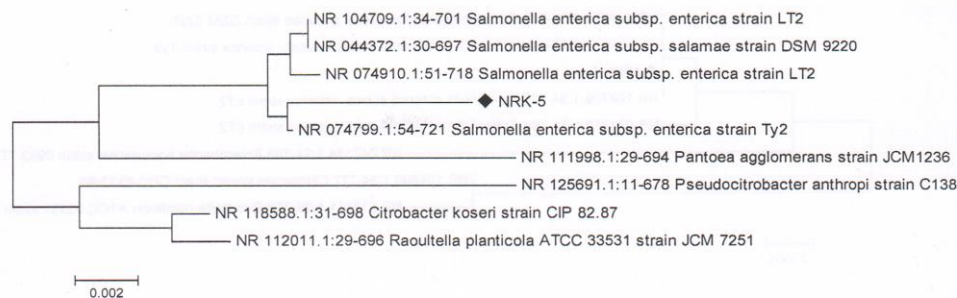 NR 104709.1:34-701 Salmonella enterica subsp. enterica strain LT2
NR 044372.1:30-697 Salmonella enterica subsp. salamae strain DSM 9220
NR 074910.1:51-718 Salmonella enterica subsp. enterica strain LT2
NRK-5
NR 074799.1:54-721 Salmonella enterica subsp. enterica strain Ty2
NR 111998.1:29-694 Pantoea agglomerans strain JCM1236
NR 125691.1:11-678 Pseudocitrobacter anthropi strain C138
NR 118588.1:31-698 Citrobacter koseri strain CIP 82.87
NR 112011.1:29-696 Raoultella planticola ATCC 33531 strain JCM 7251
0.002